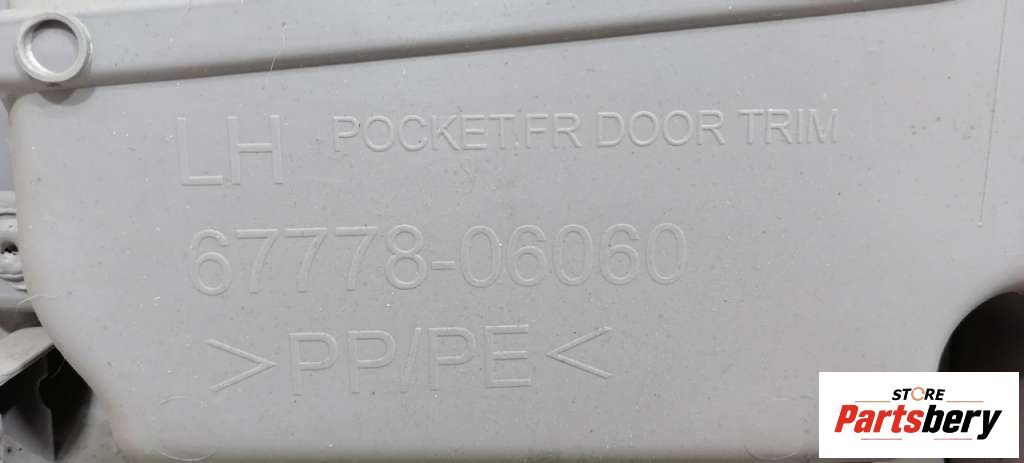 LH POCKET,FR DOOR TRIM
67778-06060
>PP/PE<
STORE
Partsbery